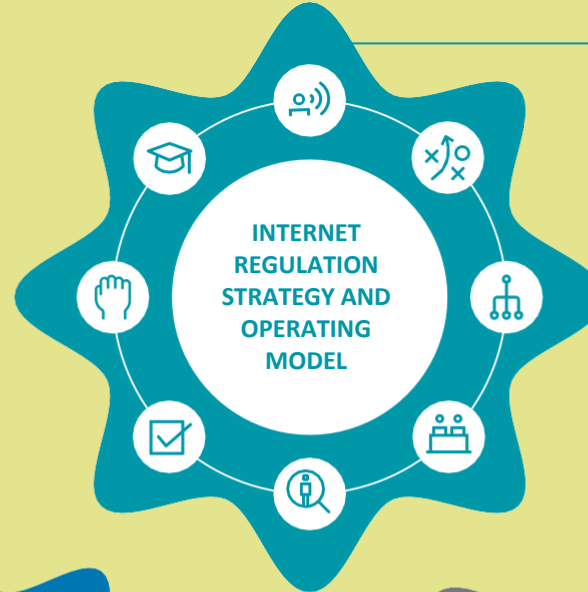 INTERNET
REGULATION
STRATEGY AND
OPERATING
MODEL